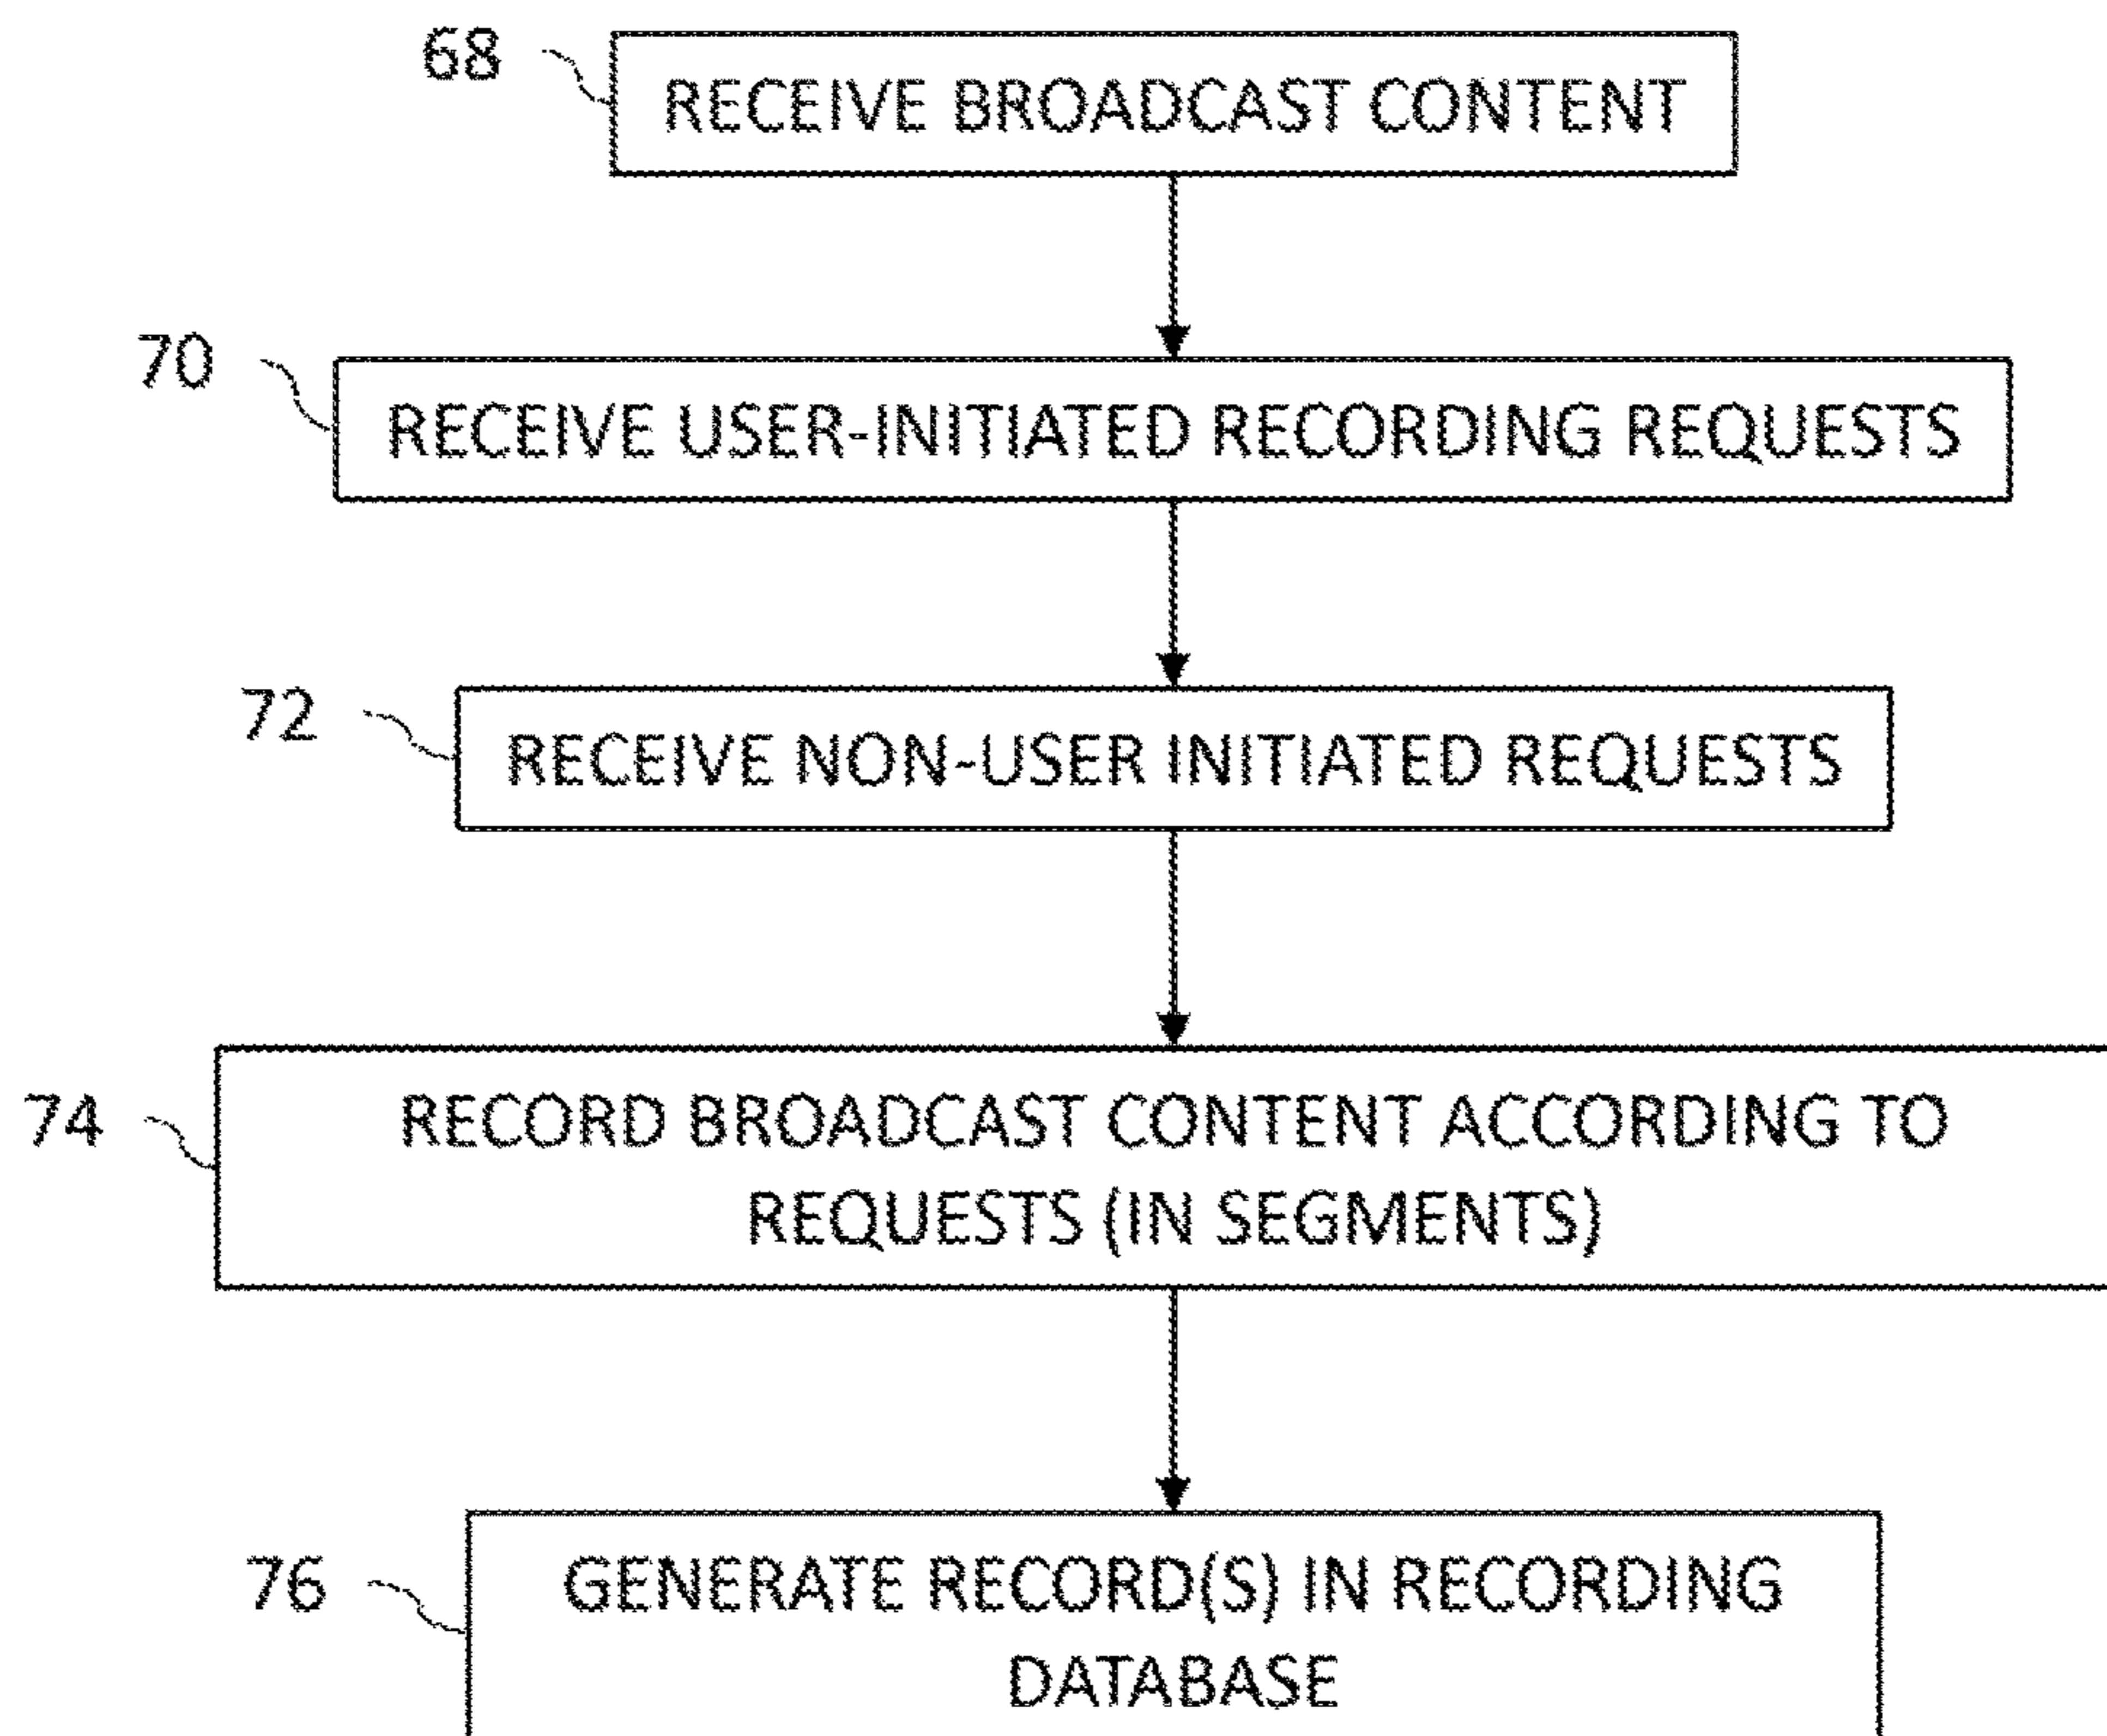 68
RECEIVE BROADCAST CONTENT
70
RECEIVE USER-INITIATED RECORDING REQUESTS
72
RECEIVE NON-USER INITIATED REQUESTS
74
RECORD BROADCAST CONTENT ACCORDING TO
REQUESTS (IN SEGMENTS)
76
GENERATE RECORD(S) IN RECORDING
DATABASE